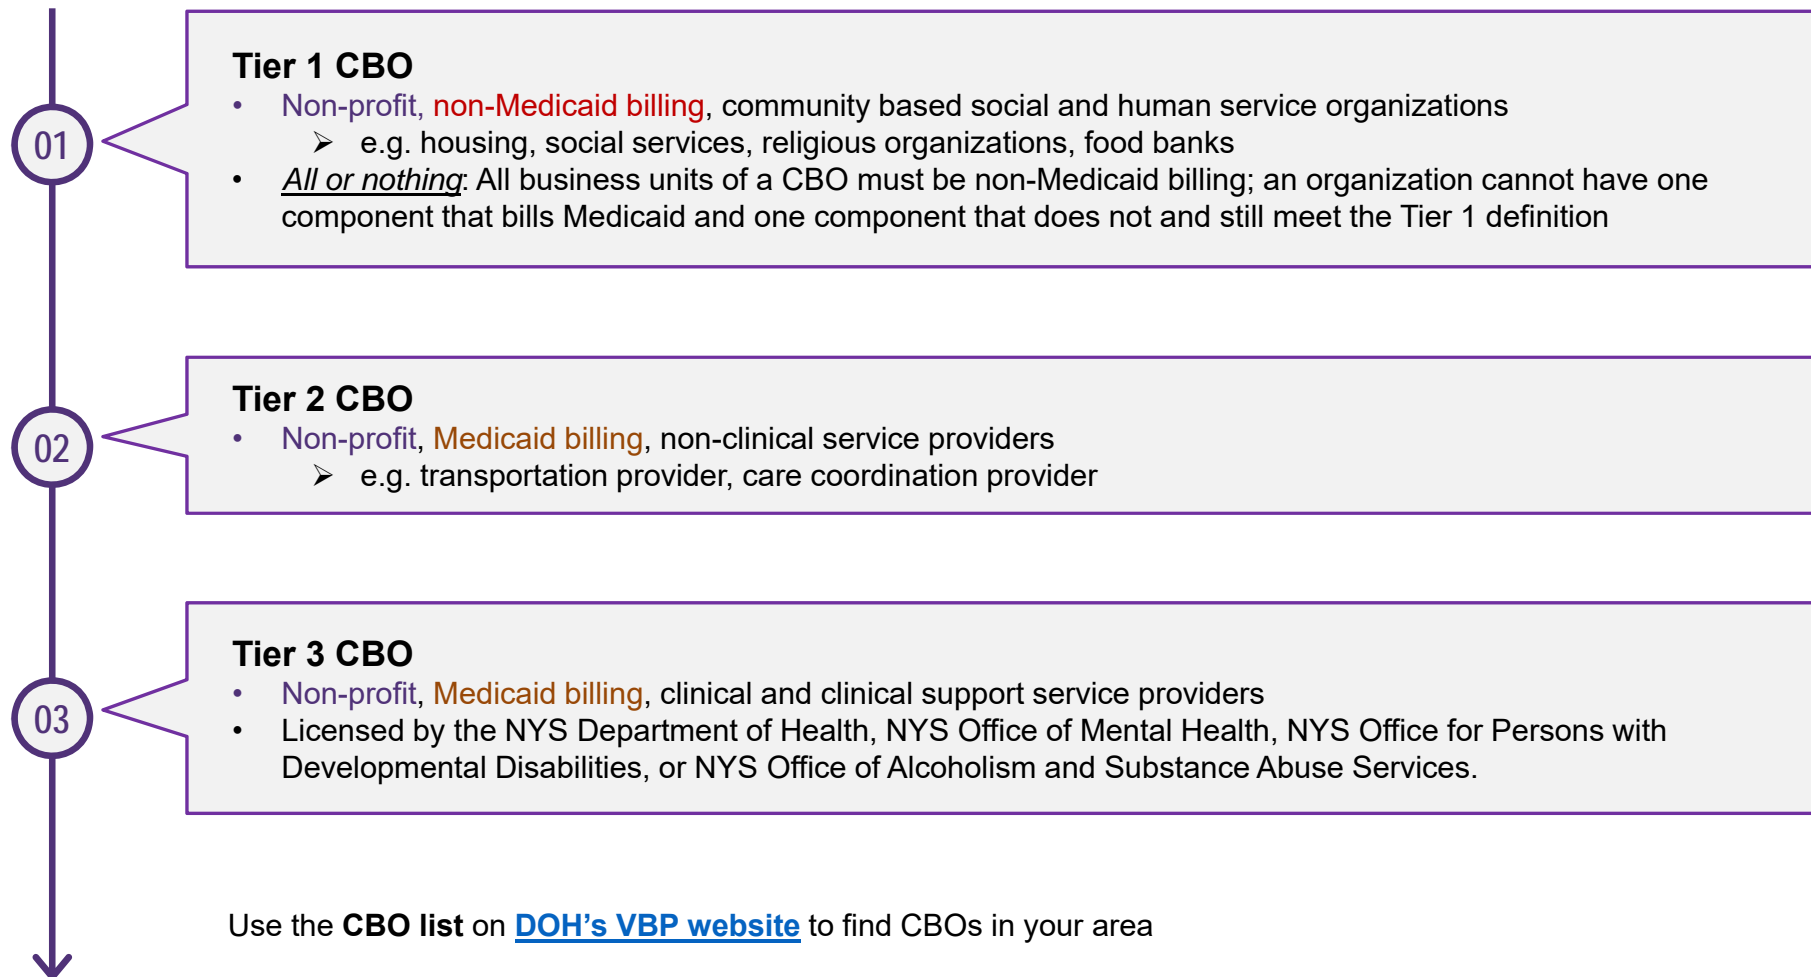 01
Tier 1 CBO
• Non-profit, non-Medicaid billing, community based social and human service organizations
➢ e.g. housing, social services, religious organizations, food banks
• All or nothing: All business units of a CBO must be non-Medicaid billing; an organization cannot have one
component that bills Medicaid and one component that does not and still meet the Tier 1 definition
02
Tier 2 CBO
• Non-profit, Medicaid billing, non-clinical service providers
➢ e.g. transportation provider, care coordination provider
03
Tier 3 CBO
• Non-profit, Medicaid billing, clinical and clinical support service providers
• Licensed by the NYS Department of Health, NYS Office of Mental Health, NYS Office for Persons with
Developmental Disabilities, or NYS Office of Alcoholism and Substance Abuse Services.
Use the CBO list on DOH’s VBP website to find CBOs in your area